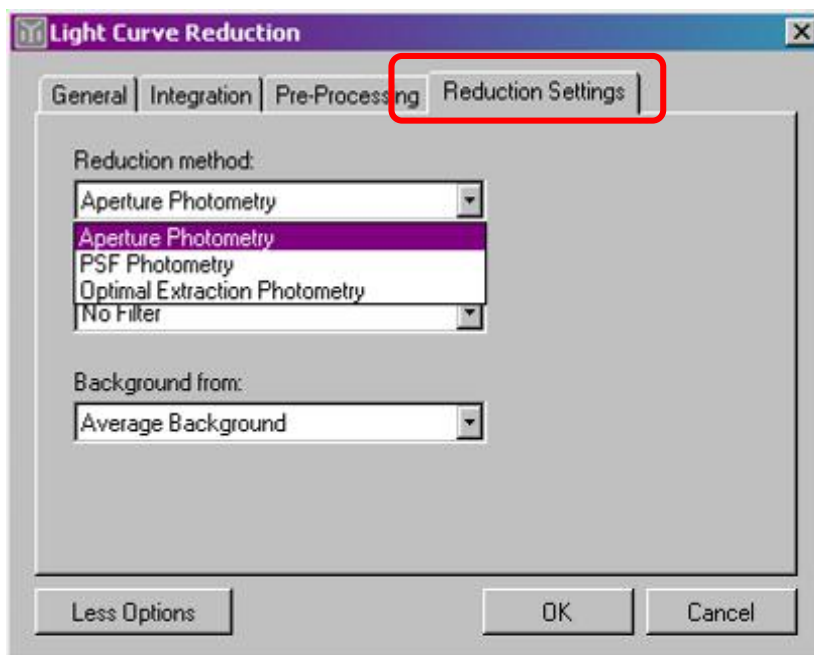 Light Curve Reduction
General
Integration
Pre-Processing
Reduction Settings
Reduction method:
Aperture Photometry
Aperture Photometry
PSF Photometry
Optimal Extraction Photometry
No Filter
Background from:
Average Background
Less Options
OK
Cancel